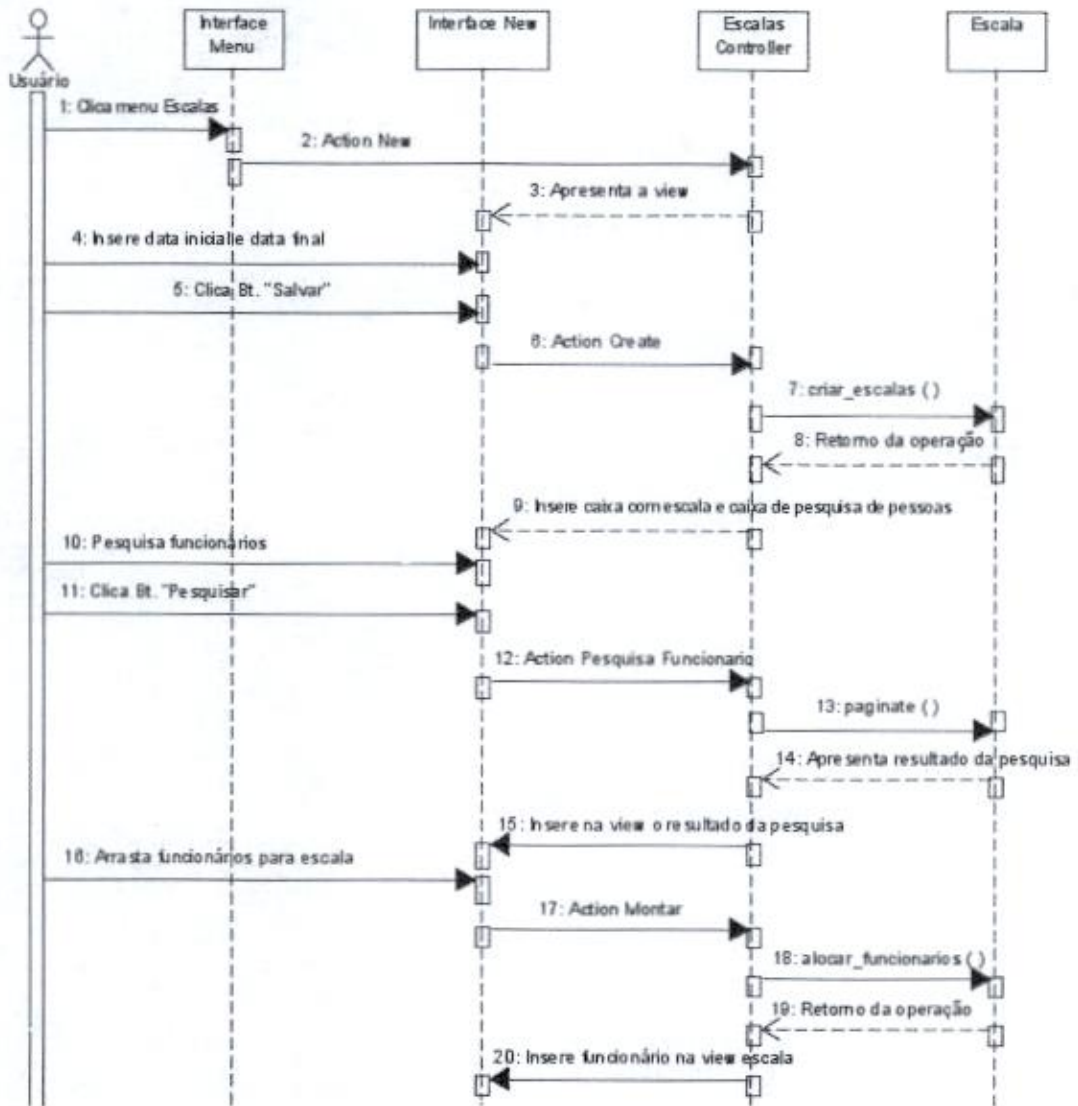 Interface
Menu
Interface New
Escalas
Controller
Escala
Usuário
1: Clica menu Escalas
2: Action New
3: Apresenta a view
4: Insere data inicial e data final
5: Clica Bt. "Salvar"
6: Action Create
7: criar_escalas ( )
8: Retorno da operação
9: Insere caixa com escala e caixa de pesquisa de pessoas
10: Pesquisa funcionários
11: Clica Bt. "Pesquisar"
12: Action Pesquisa Funcionario
13: paginate ( )
14: Apresenta resultado da pesquisa
15: Insere na view o resultado da pesquisa
16: Arrasta funcionários para escala
17: Action Montar
18: alocar_funcionarios ( )
19: Retorno da operação
20: Insere funcionário na view escala